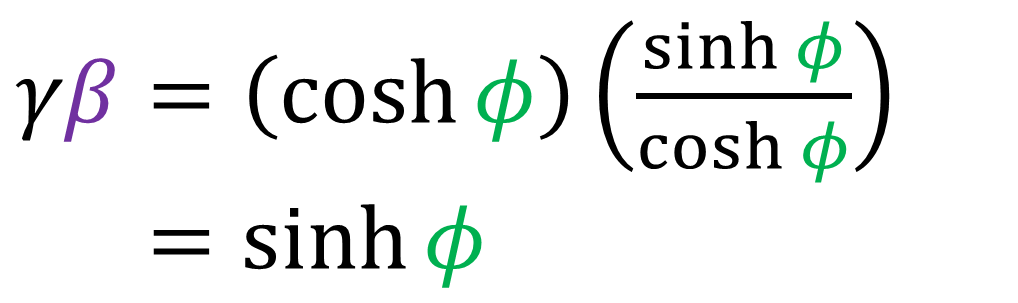 γβ = (cosh ϕ) (sinh ϕ / cosh ϕ)
= sinh ϕ